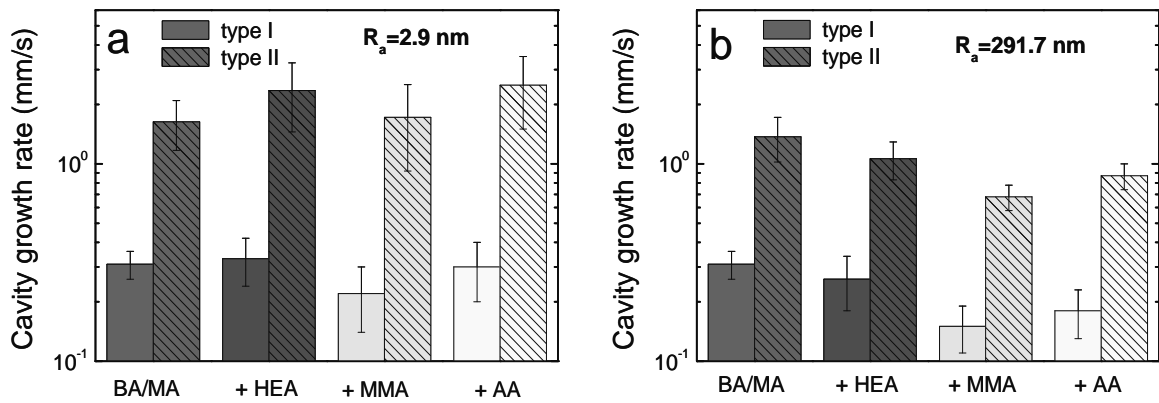 a
type I
type II
R_a=2.9 nm
Cavity growth rate (mm/s)
10^0
10^-1
BA/MA + HEA + MMA + AA
b
type I
type II
R_a=291.7 nm
Cavity growth rate (mm/s)
10^0
10^-1
BA/MA + HEA + MMA + AA